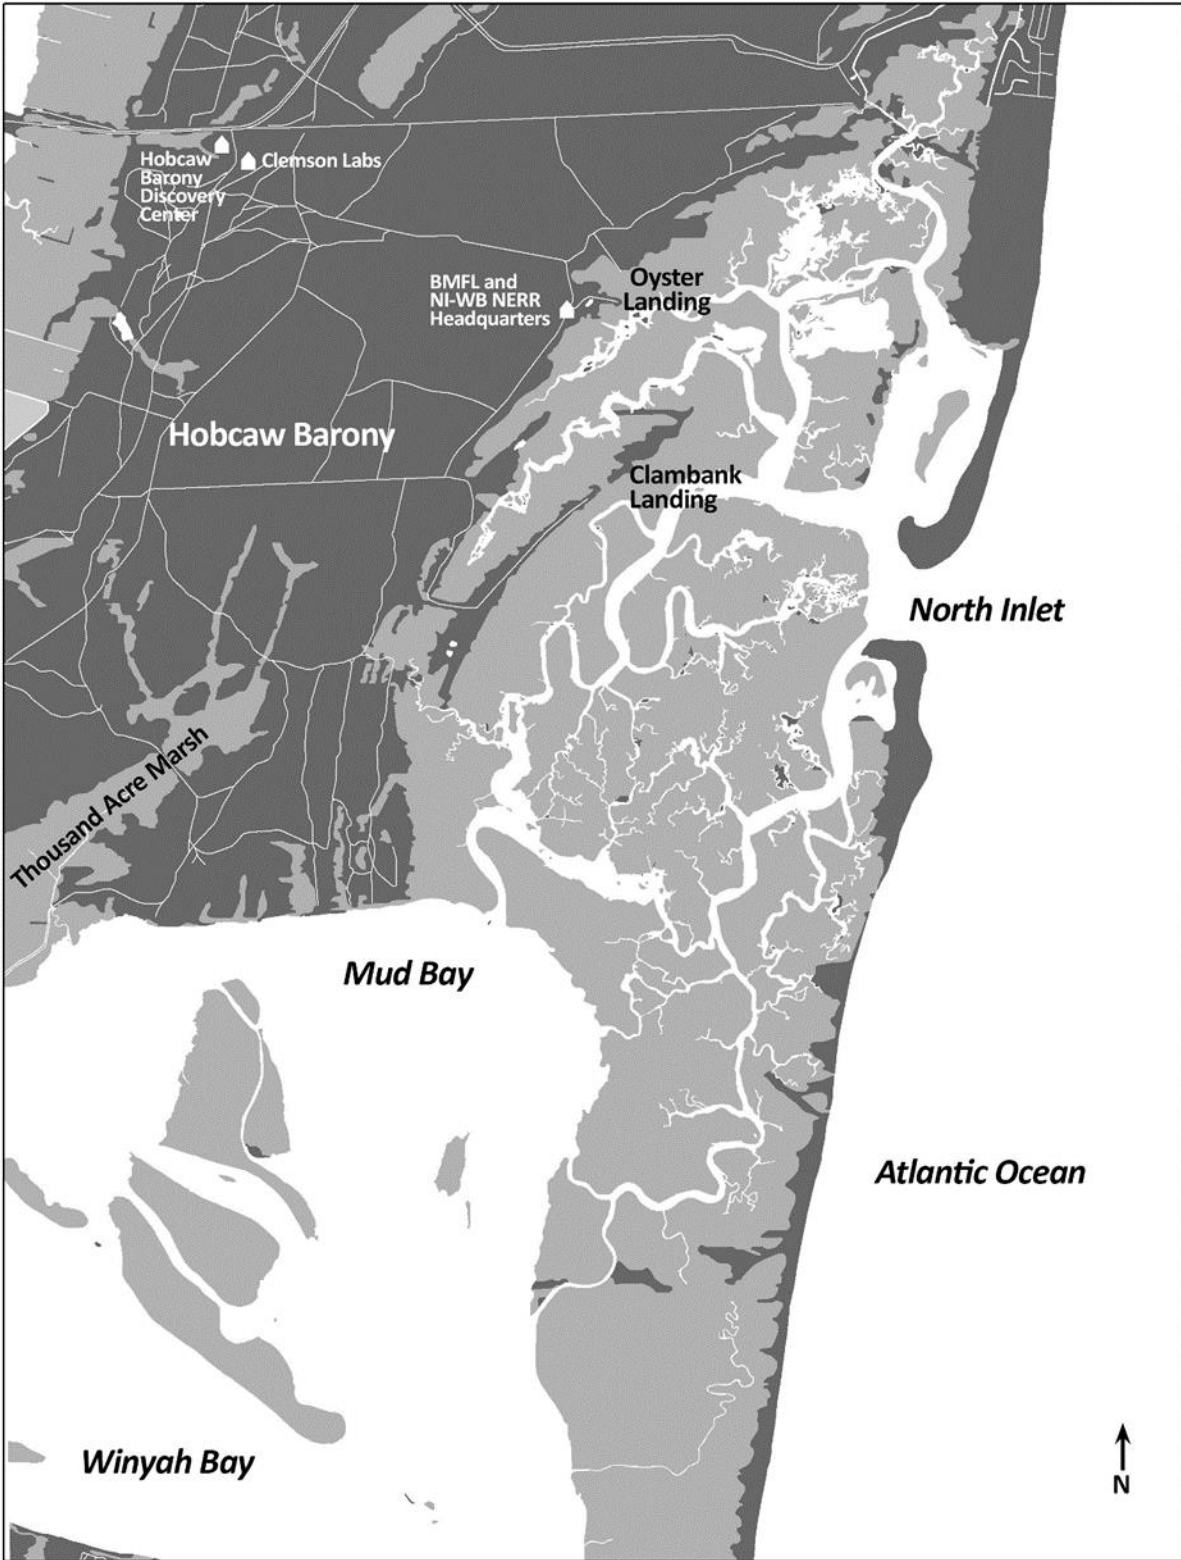 Hobcaw
Barony
Discovery
Center
Clemson Labs
BMFL and
NI-WB NERR
Headquarters
Oyster
Landing
Hobcaw Barony
Clambank
Landing
North Inlet
Thousand Acre Marsh
Mud Bay
Atlantic Ocean
Winyah Bay
N